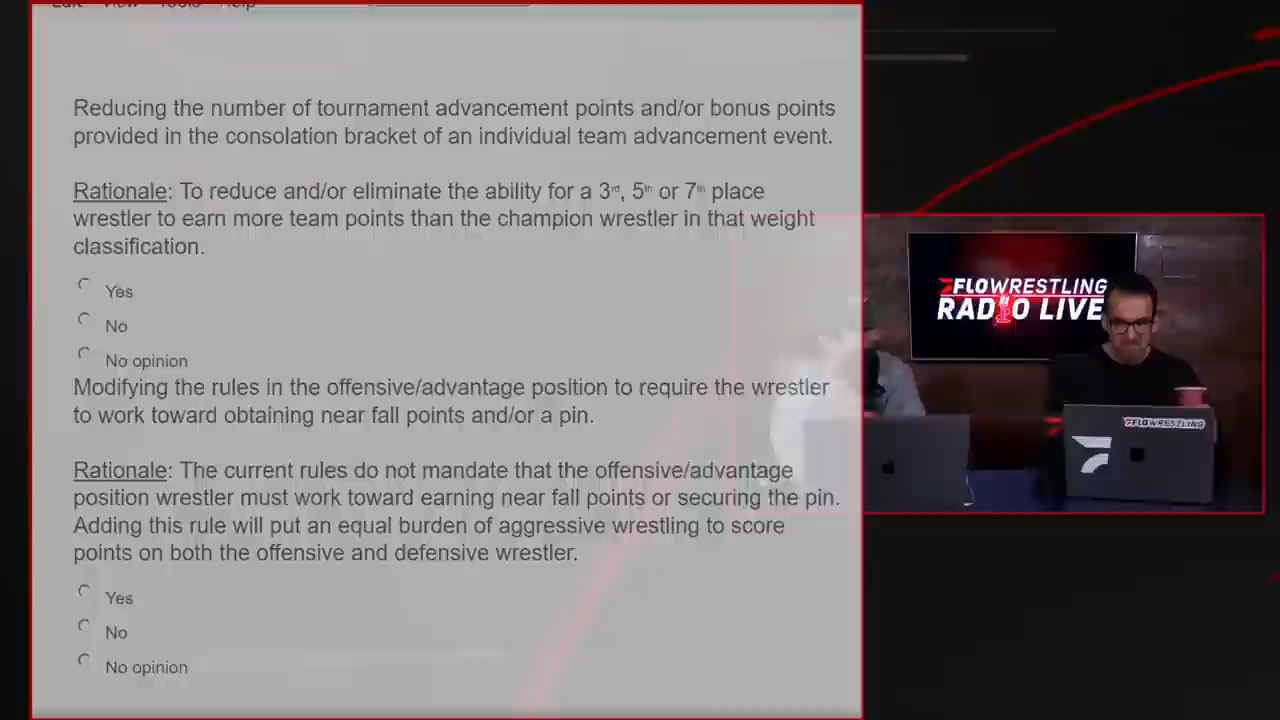 Edit View Tools Help
Reducing the number of tournament advancement points and/or bonus points
provided in the consolation bracket of an individual team advancement event.
Rationale: To reduce and/or eliminate the ability for a 3rd, 5th or 7th place
wrestler to earn more team points than the champion wrestler in that weight
classification.
Yes
No
No opinion
Modifying the rules in the offensive/advantage position to require the wrestler
to work toward obtaining near fall points and/or a pin.
Rationale: The current rules do not mandate that the offensive/advantage
position wrestler must work toward earning near fall points or securing the pin.
Adding this rule will put an equal burden of aggressive wrestling to score
points on both the offensive and defensive wrestler.
Yes
No
No opinion
FLOWRESTLING
RADIO LIVE
FLOWRESTLING